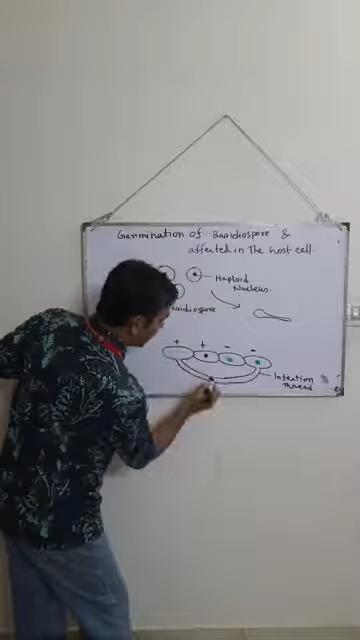 Germination of Basidiospore &
affected in the host cell.
Haploid
Nucleus.
Basidiospore
+ + - -
Infection
Thread